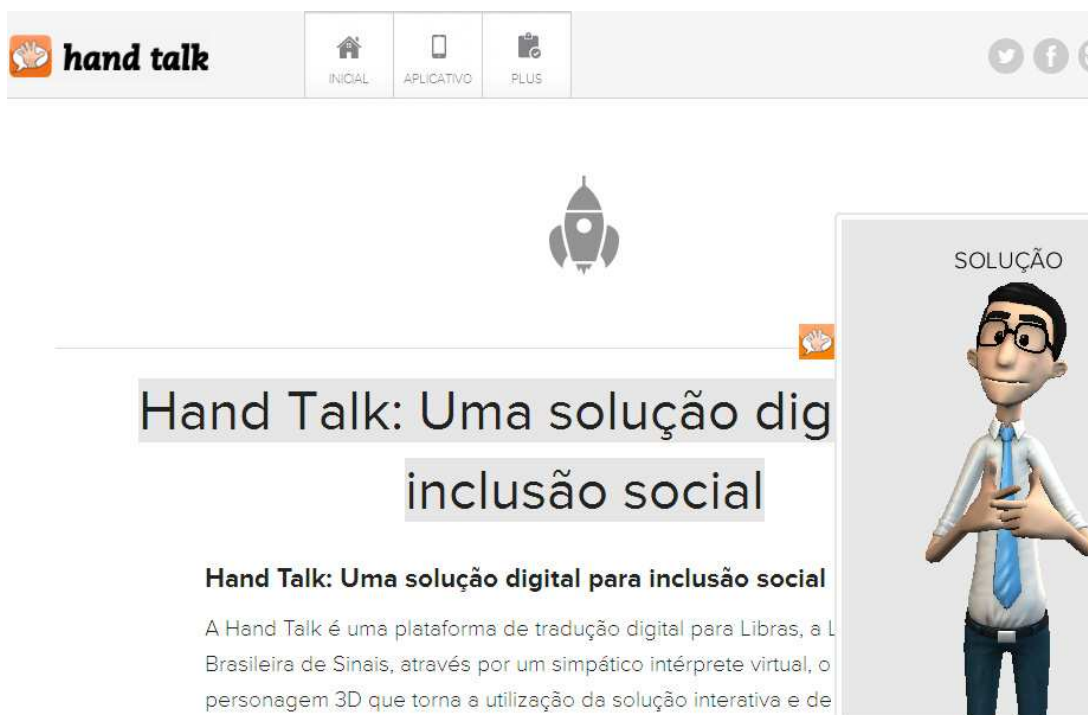 hand talk
INICIAL
APLICATIVO
PLUS
SOLUÇÃO
Hand Talk: Uma solução dig
inclusão social
Hand Talk: Uma solução digital para inclusão social
A Hand Talk é uma plataforma de tradução digital para Libras, a L
Brasileira de Sinais, através por um simpático intérprete virtual, o
personagem 3D que torna a utilização da solução interativa e de